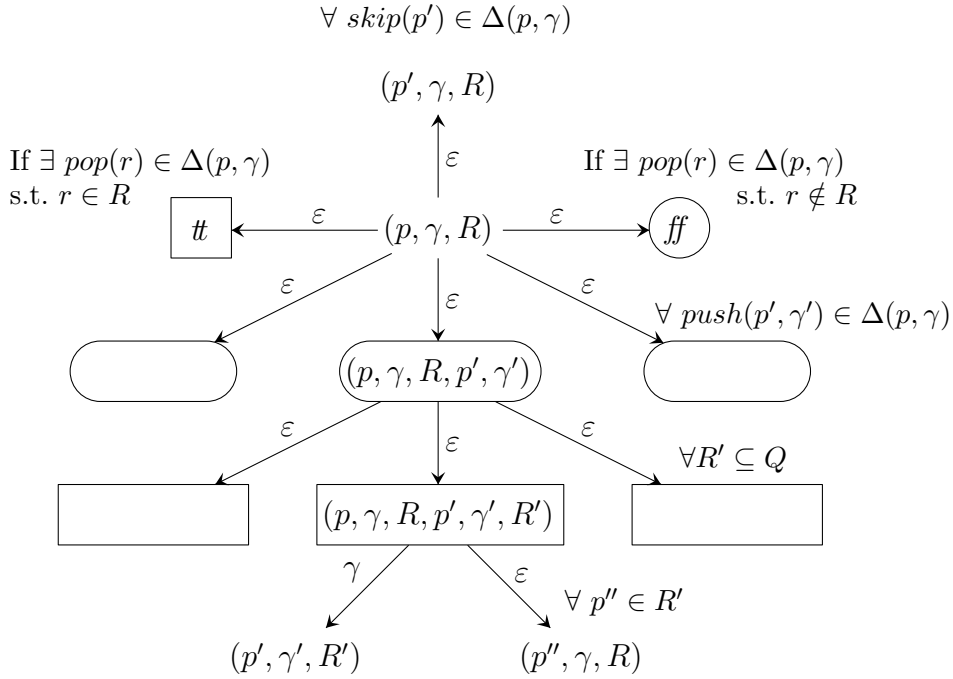 ∀ skip(p′) ∈ Δ(p, γ)
(p′, γ, R)
If ∃ pop(r) ∈ Δ(p, γ)
s.t. r ∈ R
ε
If ∃ pop(r) ∈ Δ(p, γ)
s.t. r ∉ R
tt
ε
(p, γ, R)
ε
ff
ε
ε
ε
∀ push(p′, γ′) ∈ Δ(p, γ)
(p, γ, R, p′, γ′)
ε
ε
ε
∀R′ ⊆ Q
(p, γ, R, p′, γ′, R′)
γ
ε
∀ p″ ∈ R′
(p′, γ′, R′)
(p″, γ, R)